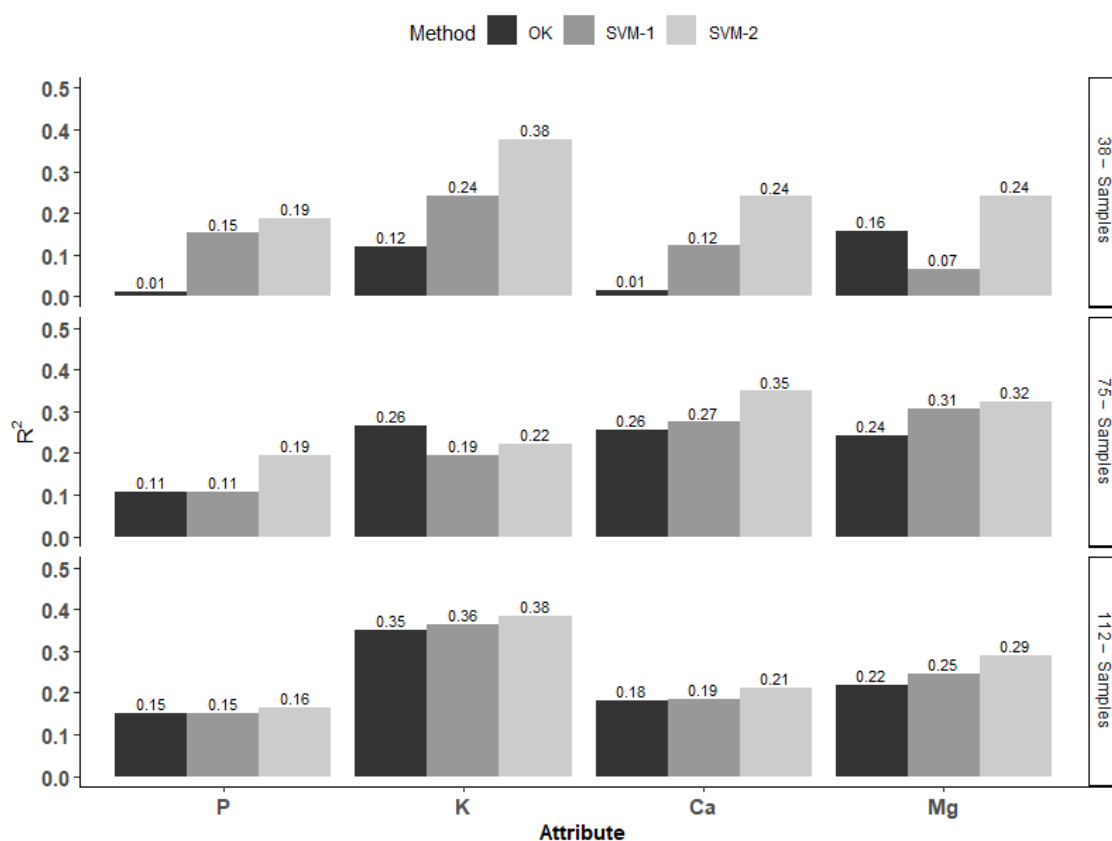 Method OK SVM-1 SVM-2
0.5
0.4
0.3
0.2
0.1
0.0
0.01 0.15 0.19
0.12 0.24 0.38
0.01 0.12 0.24
0.16 0.07 0.24
38 – Samples
R²
0.5
0.4
0.3
0.2
0.1
0.0
0.11 0.11 0.19
0.26 0.19 0.22
0.26 0.27 0.35
0.24 0.31 0.32
75 – Samples
0.5
0.4
0.3
0.2
0.1
0.0
0.15 0.15 0.16
0.35 0.36 0.38
0.18 0.19 0.21
0.22 0.25 0.29
112 – Samples
P K Ca Mg
Attribute